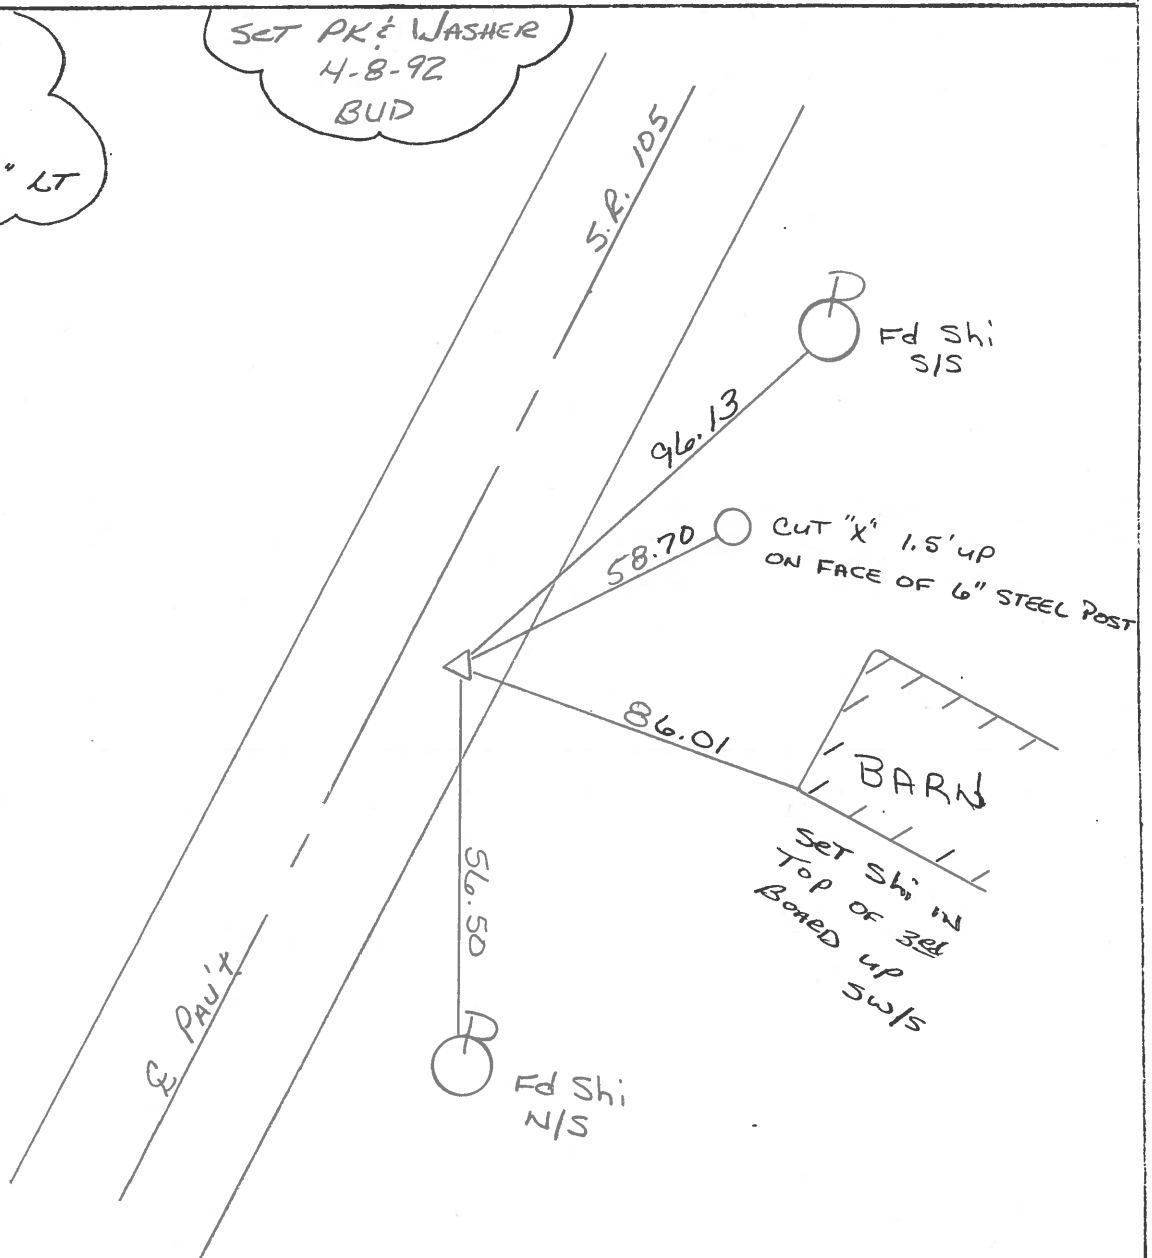 SET PK & WASHER
4-8-92
BUD
" LT
S.R. 105
P
Fd Shi
S/S
96.13
CUT "X" 1.5' UP
ON FACE OF 6" STEEL POST
58.70
86.01
BARN
SET Shi IN
TOP OF 3RD
BOARD UP
SW/S
56.50
℄ PAV'T
P
Fd Shi
N/S